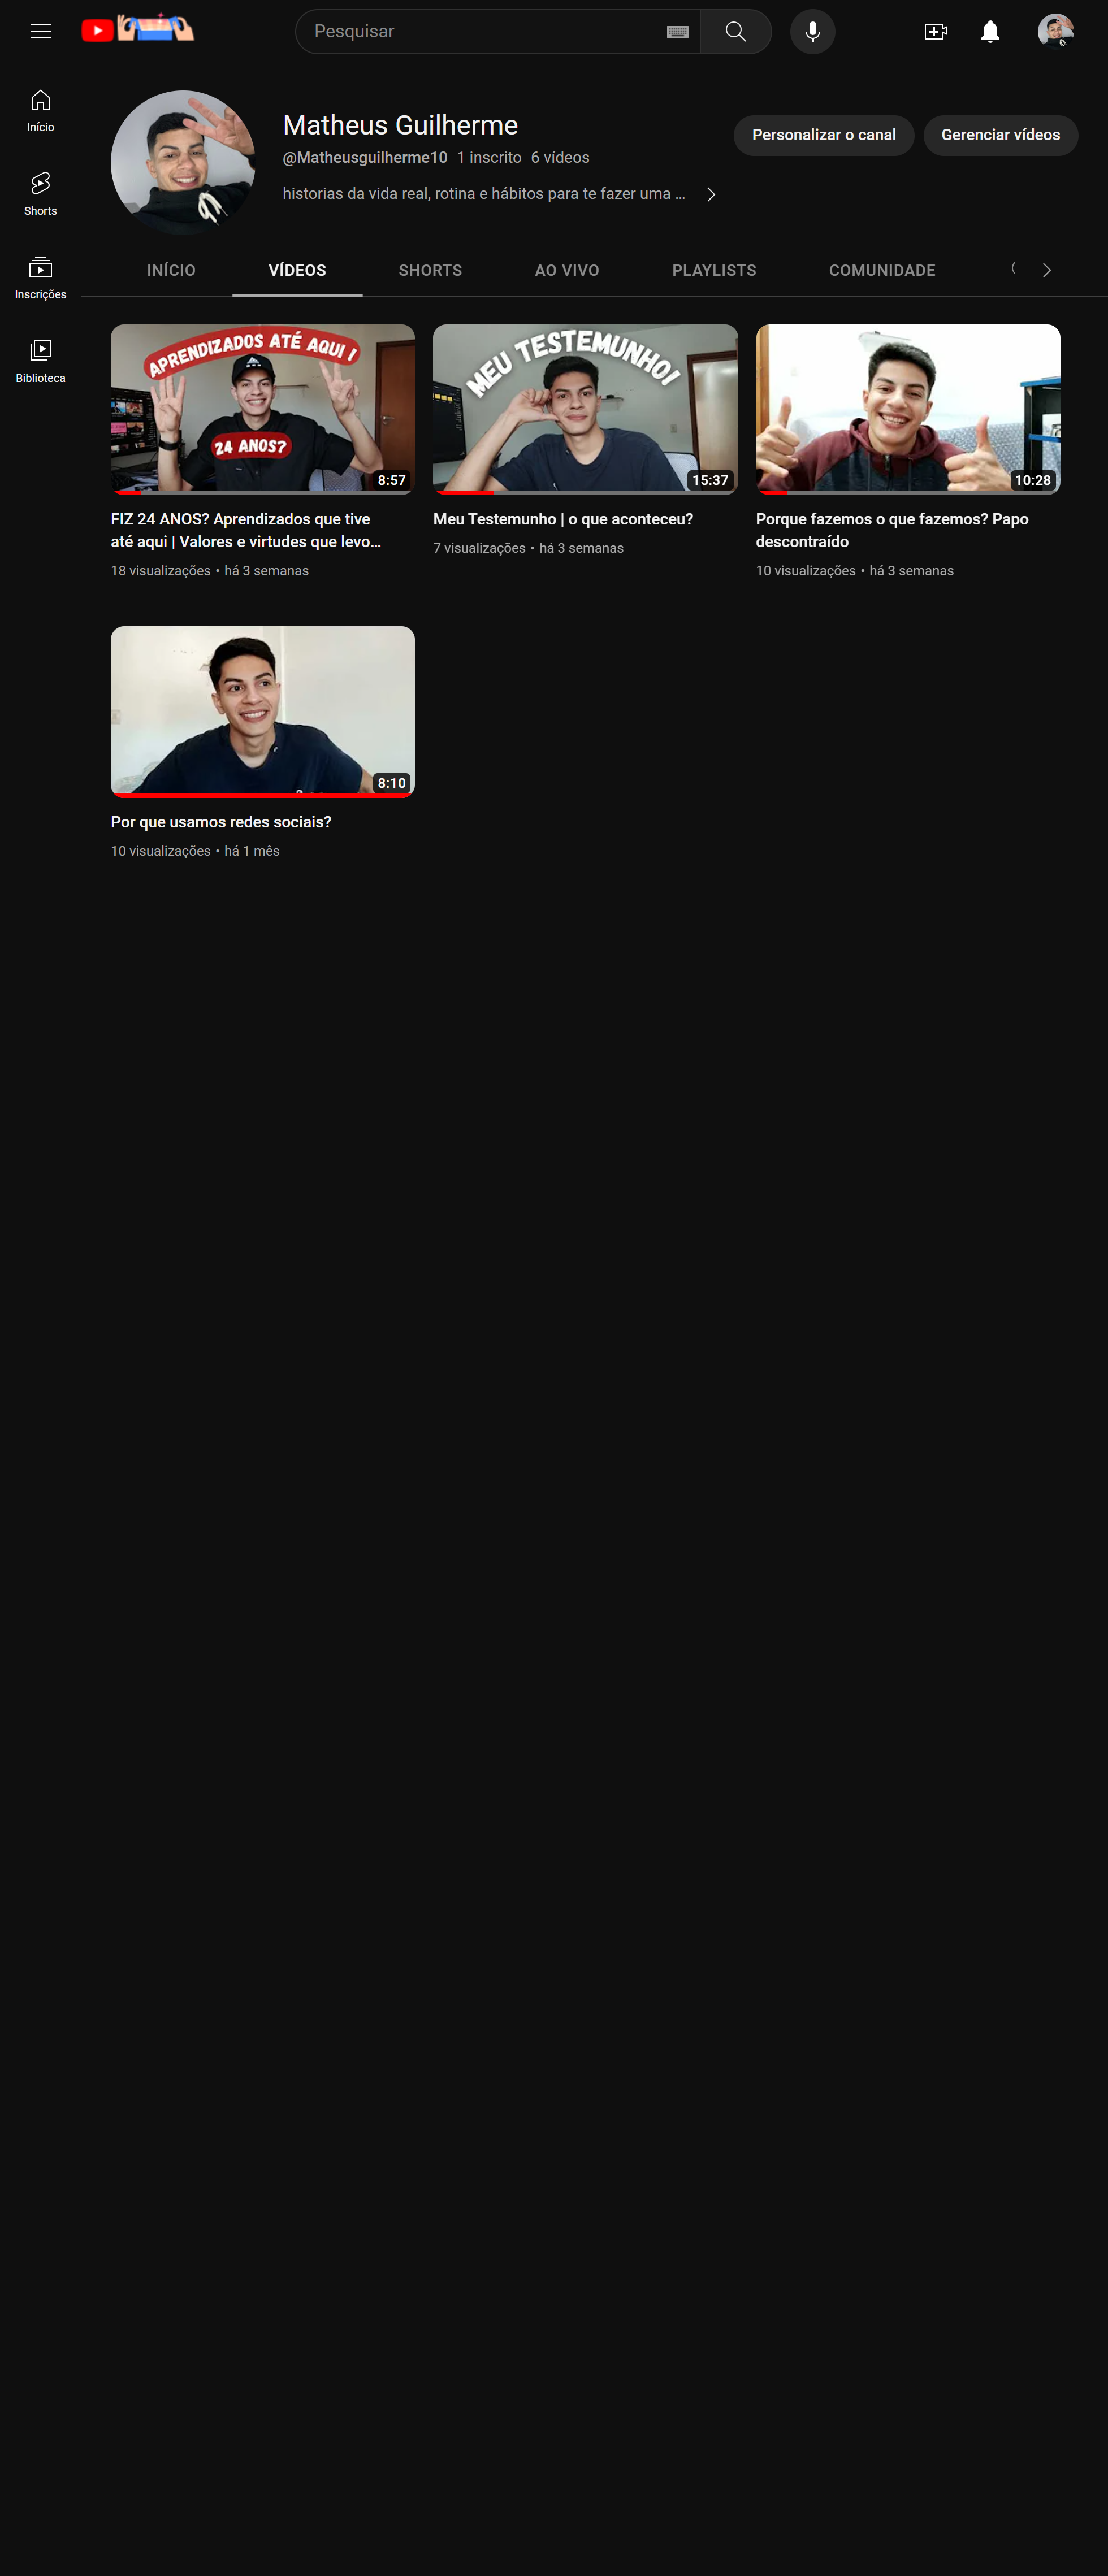 Pesquisar
Início
Shorts
Inscrições
Biblioteca
Matheus Guilherme
@Matheusguilherme10 1 inscrito 6 vídeos
historias da vida real, rotina e hábitos para te fazer uma ...
Personalizar o canal
Gerenciar vídeos
INÍCIO
VÍDEOS
SHORTS
AO VIVO
PLAYLISTS
COMUNIDADE
APRENDIZADOS ATÉ AQUI !
24 ANOS?
8:57
FIZ 24 ANOS? Aprendizados que tive
até aqui | Valores e virtudes que levo...
18 visualizações • há 3 semanas
MEU TESTEMUNHO!
15:37
Meu Testemunho | o que aconteceu?
7 visualizações • há 3 semanas
10:28
Porque fazemos o que fazemos? Papo
descontraído
10 visualizações • há 3 semanas
8:10
Por que usamos redes sociais?
10 visualizações • há 1 mês